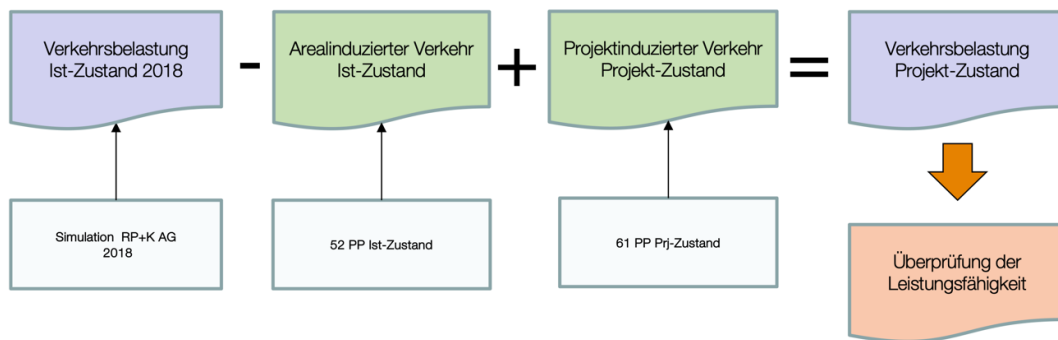 Verkehrsbelastung
Ist-Zustand 2018
-
Arealinduzierter Verkehr
Ist-Zustand
+
Projektinduzierter Verkehr
Projekt-Zustand
=
Verkehrsbelastung
Projekt-Zustand
Simulation RP+K AG
2018
52 PP Ist-Zustand
61 PP Prj-Zustand
Überprüfung der
Leistungsfähigkeit